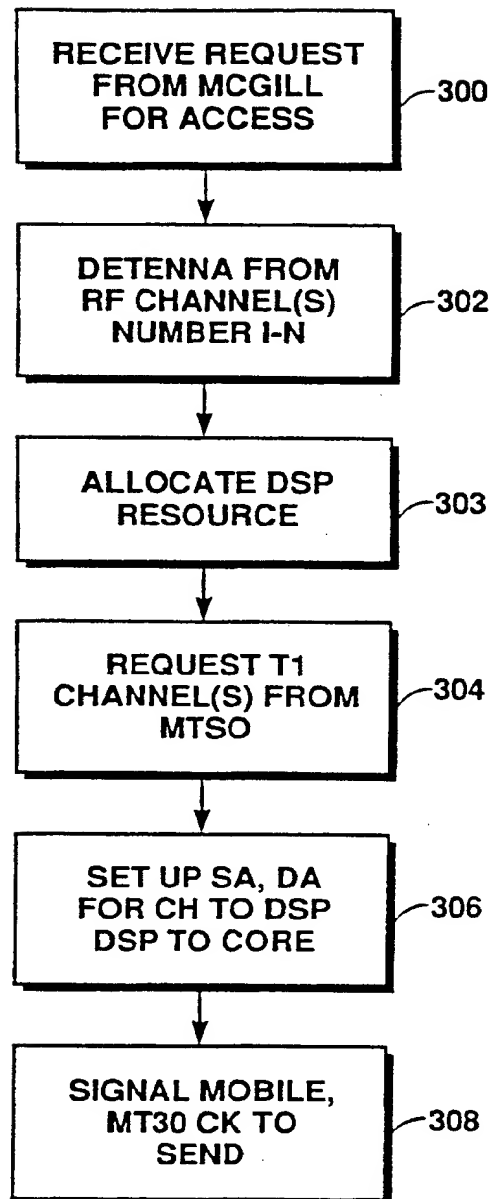 RECEIVE REQUEST
FROM MCGILL
FOR ACCESS
300
DETENNA FROM
RF CHANNEL(S)
NUMBER I-N
302
ALLOCATE DSP
RESOURCE
303
REQUEST T1
CHANNEL(S) FROM
MTSO
304
SET UP SA, DA
FOR CH TO DSP
DSP TO CORE
306
SIGNAL MOBILE,
MT30 CK TO
SEND
308